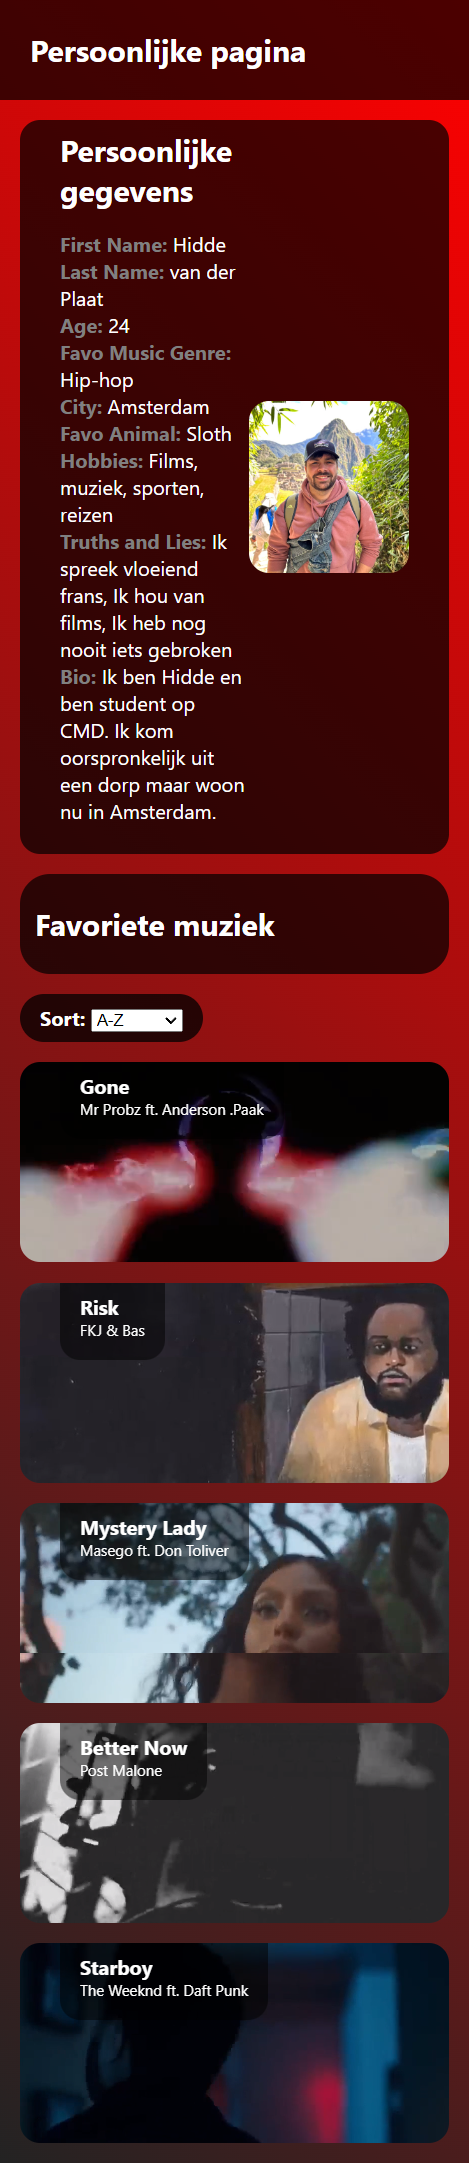 Persoonlijke pagina
Persoonlijke
gegevens
First Name: Hidde
Last Name: van der
Plaat
Age: 24
Favo Music Genre:
Hip-hop
City: Amsterdam
Favo Animal: Sloth
Hobbies: Films,
muziek, sporten,
reizen
Truths and Lies: Ik
spreek vloeiend
frans, Ik hou van
films, Ik heb nog
nooit iets gebroken
Bio: Ik ben Hidde en
ben student op
CMD. Ik kom
oorspronkelijk uit
een dorp maar woon
nu in Amsterdam.
Favoriete muziek
Sort: A-Z
Gone
Mr Probz ft. Anderson .Paak
Risk
FKJ & Bas
Mystery Lady
Masego ft. Don Toliver
Better Now
Post Malone
Starboy
The Weeknd ft. Daft Punk